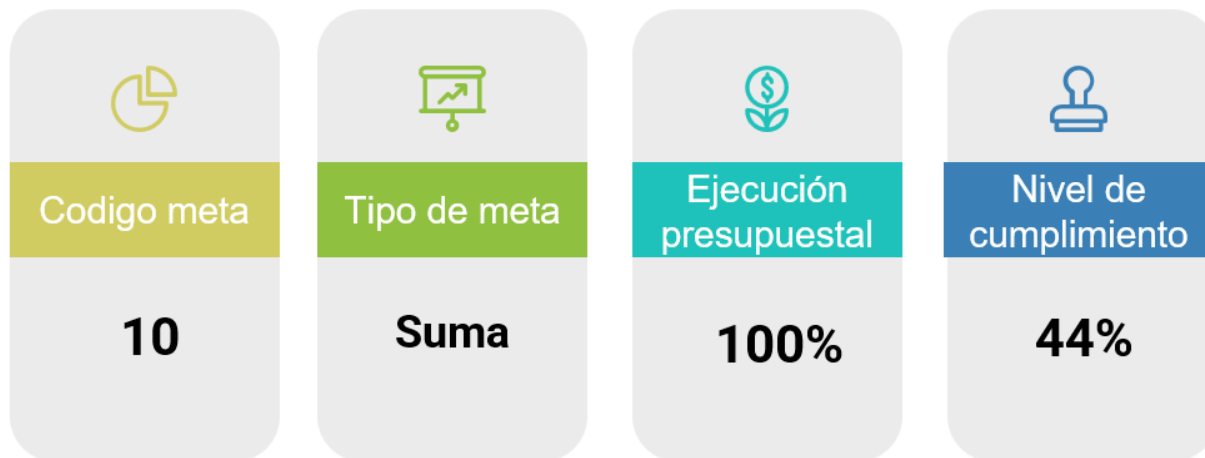 Codigo meta
10
Tipo de meta
Suma
Ejecución
presupuestal
100%
Nivel de
cumplimiento
44%